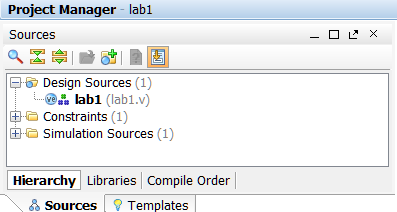 Project Manager - lab1
Sources
Design Sources (1)
lab1 (lab1.v)
Constraints (1)
Simulation Sources (1)
Hierarchy Libraries Compile Order
Sources Templates